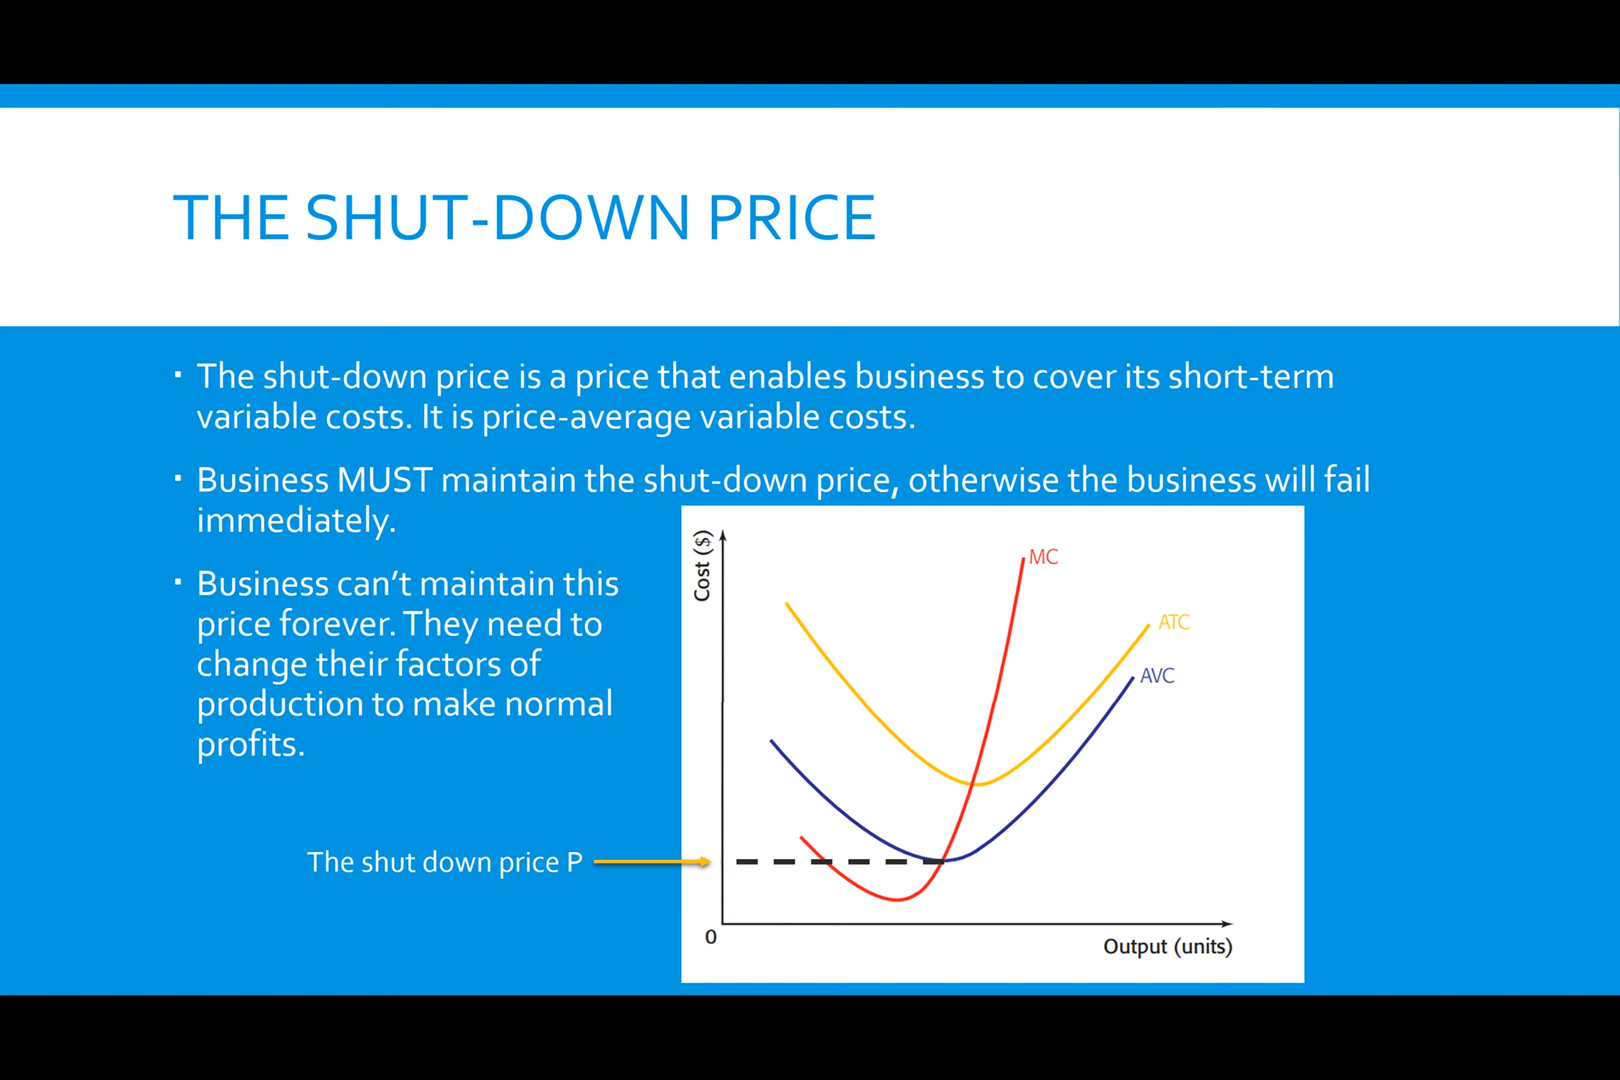 THE SHUT-DOWN PRICE
▪ The shut-down price is a price that enables business to cover its short-term
variable costs. It is price-average variable costs.
▪ Business MUST maintain the shut-down price, otherwise the business will fail
immediately.
▪ Business can't maintain this
price forever. They need to
change their factors of
production to make normal
profits.
The shut down price P
Cost ($)
MC
ATC
AVC
0
Output (units)